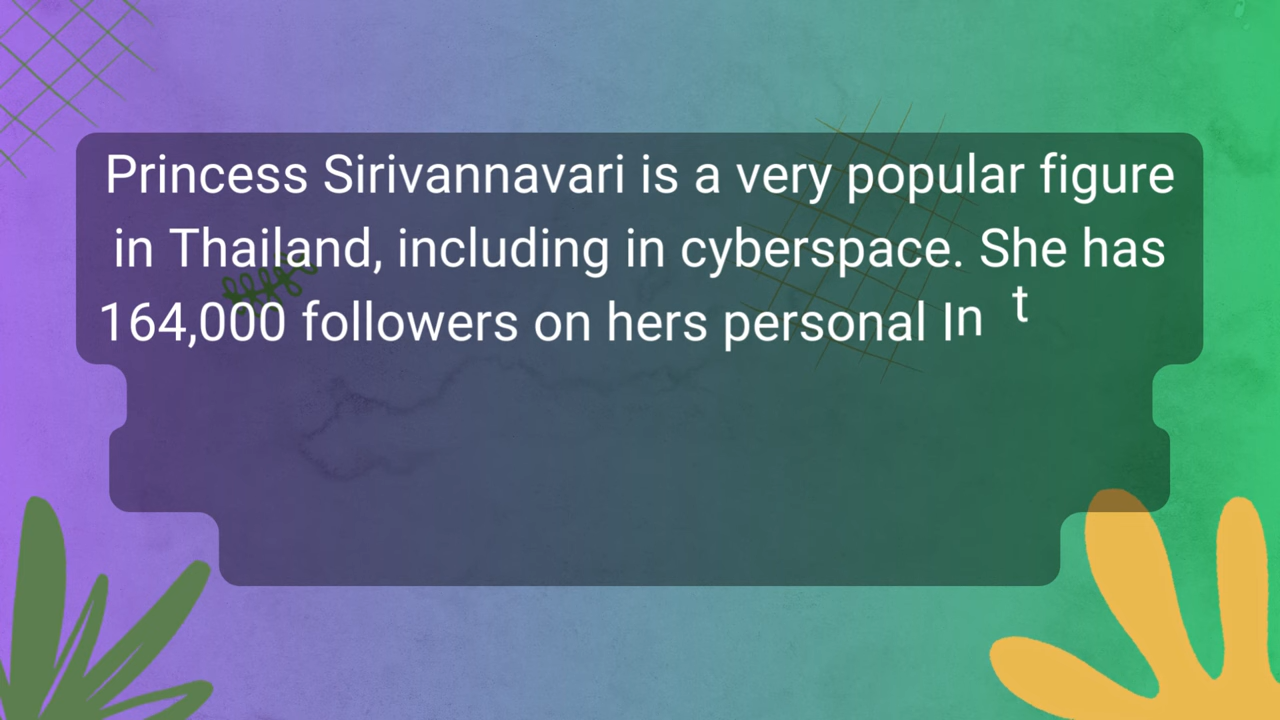 Princess Sirivannavari is a very popular figure
in Thailand, including in cyberspace. She has
164,000 followers on hers personal In t